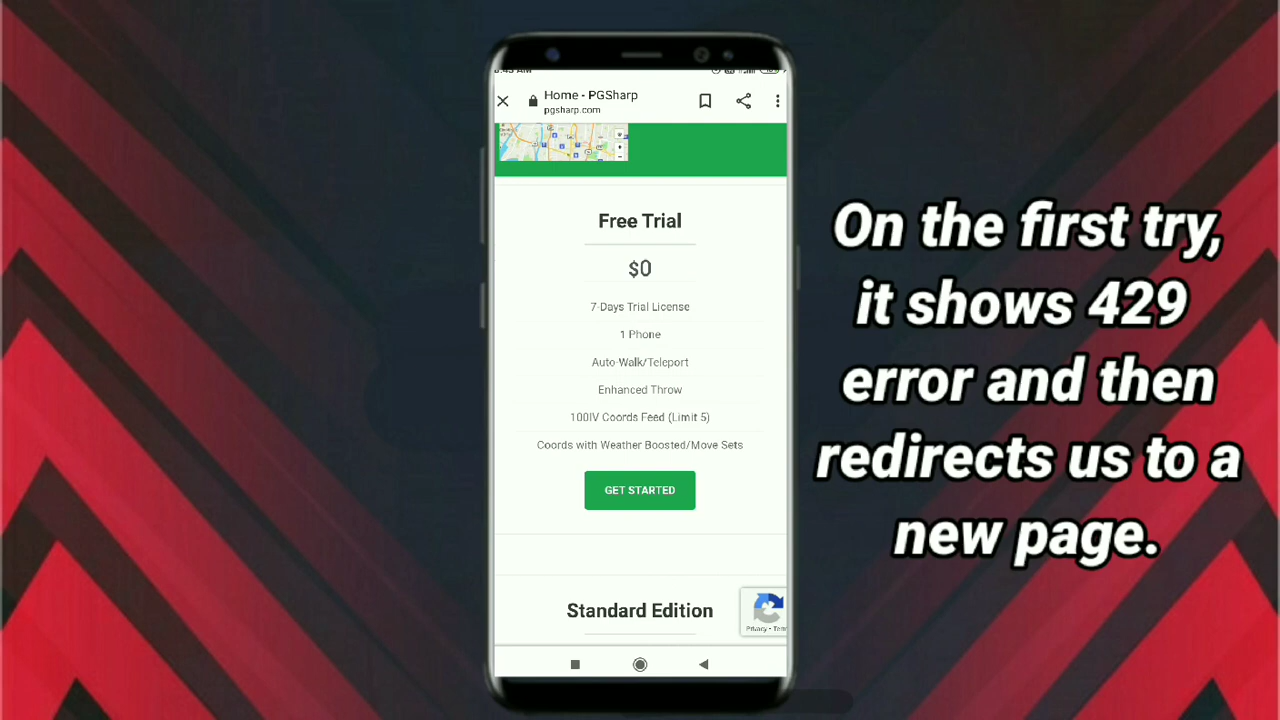 Home - PGSharp
pgsharp.com
Free Trial
$0
7-Days Trial License
1 Phone
Auto-Walk/Teleport
Enhanced Throw
100IV Coords Feed (Limit 5)
Coords with Weather Boosted/Move Sets
GET STARTED
Standard Edition
Privacy •
On the first try,
it shows 429
error and then
redirects us to a
new page.